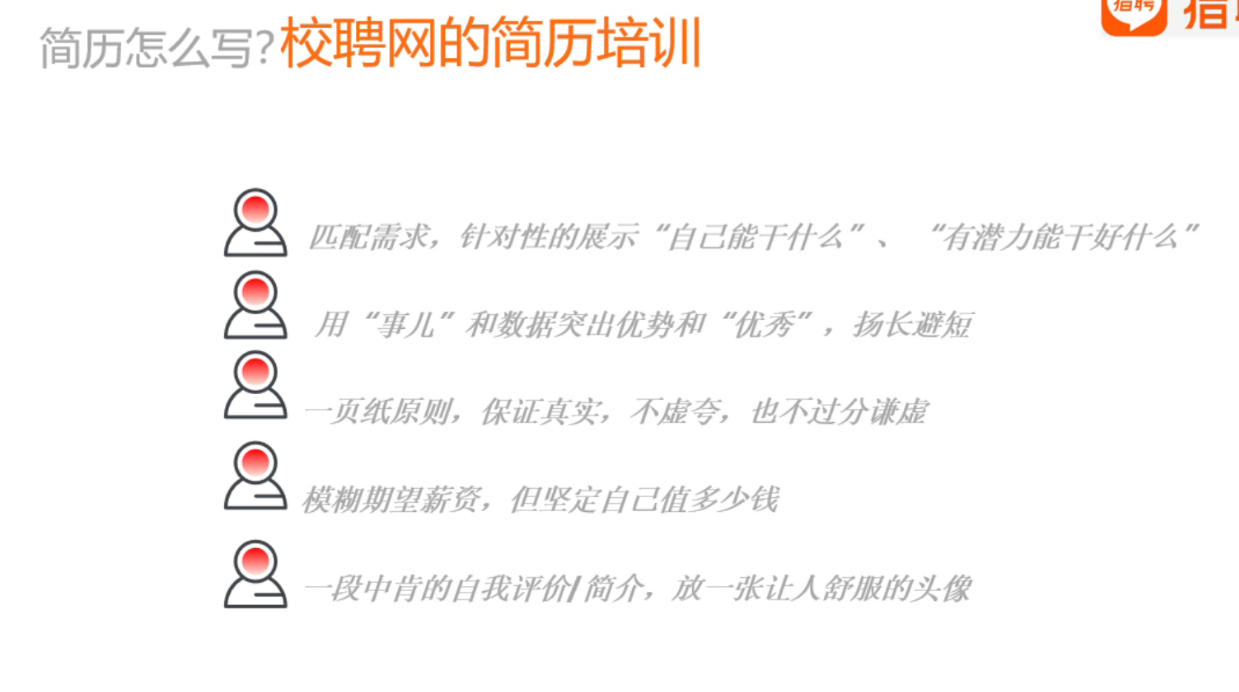 简历怎么写?校聘网的简历培训
猎聘
匹配需求，针对性的展示“自己能干什么”、“有潜力能干好什么”
用“事儿”和数据突出优势和“优秀”，扬长避短
一页纸原则，保证真实，不虚夸，也不过分谦虚
模糊期望薪资，但坚定自己值多少钱
一段中肯的自我评价/简介，放一张让人舒服的头像